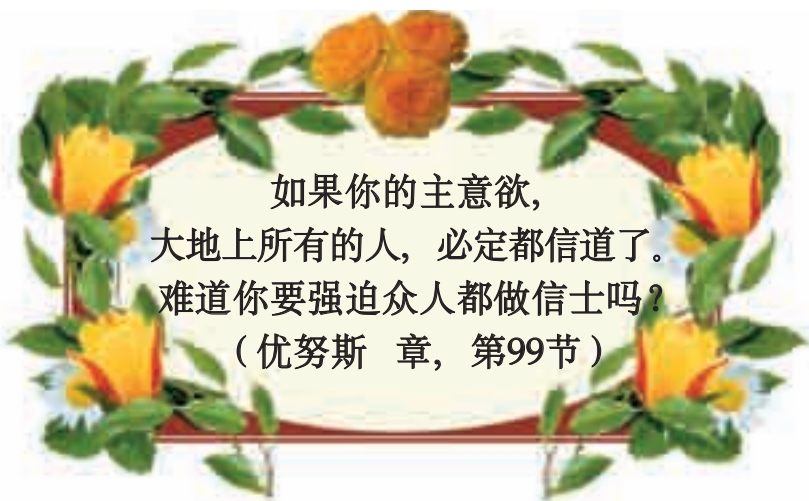 如果你的主意欲,
大地上所有的人, 必定都信道了。
难道你要强迫众人都做信士吗?
(优努斯 章, 第99节)